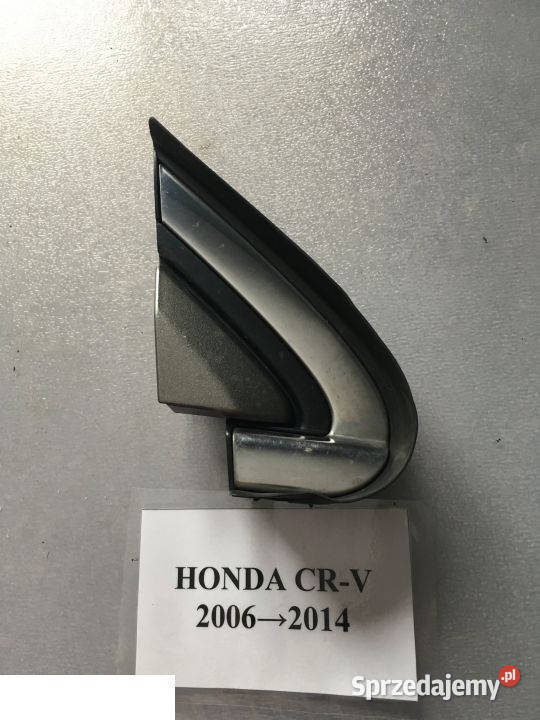 HONDA CR-V
2006→2014
Sprzedajemy.pl